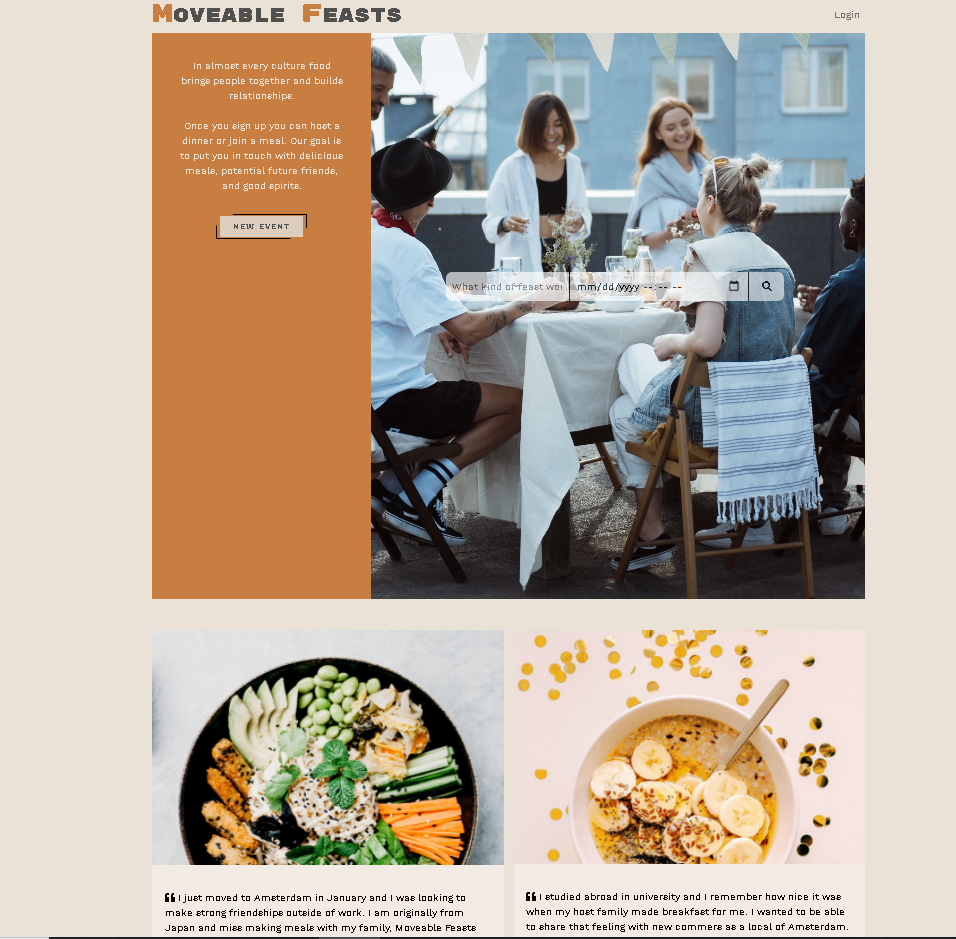 Moveable Feasts
Login
In almost every culture food
brings people together and builds
relationships.
Once you sign up you can host a
dinner or join a meal. Our goal is
to put you in touch with delicious
meals, potential future friends,
and good spirits.
NEW EVENT
What kind of feast wou
mm/dd/yyyy --:-- --
I just moved to Amsterdam in January and I was looking to
make strong friendships outside of work. I am originally from
Japan and miss making meals with my family, Moveable Feasts
I studied abroad in university and I remember how nice it was
when my host family made breakfast for me. I wanted to be able
to share that feeling with new commers as a local of Amsterdam.